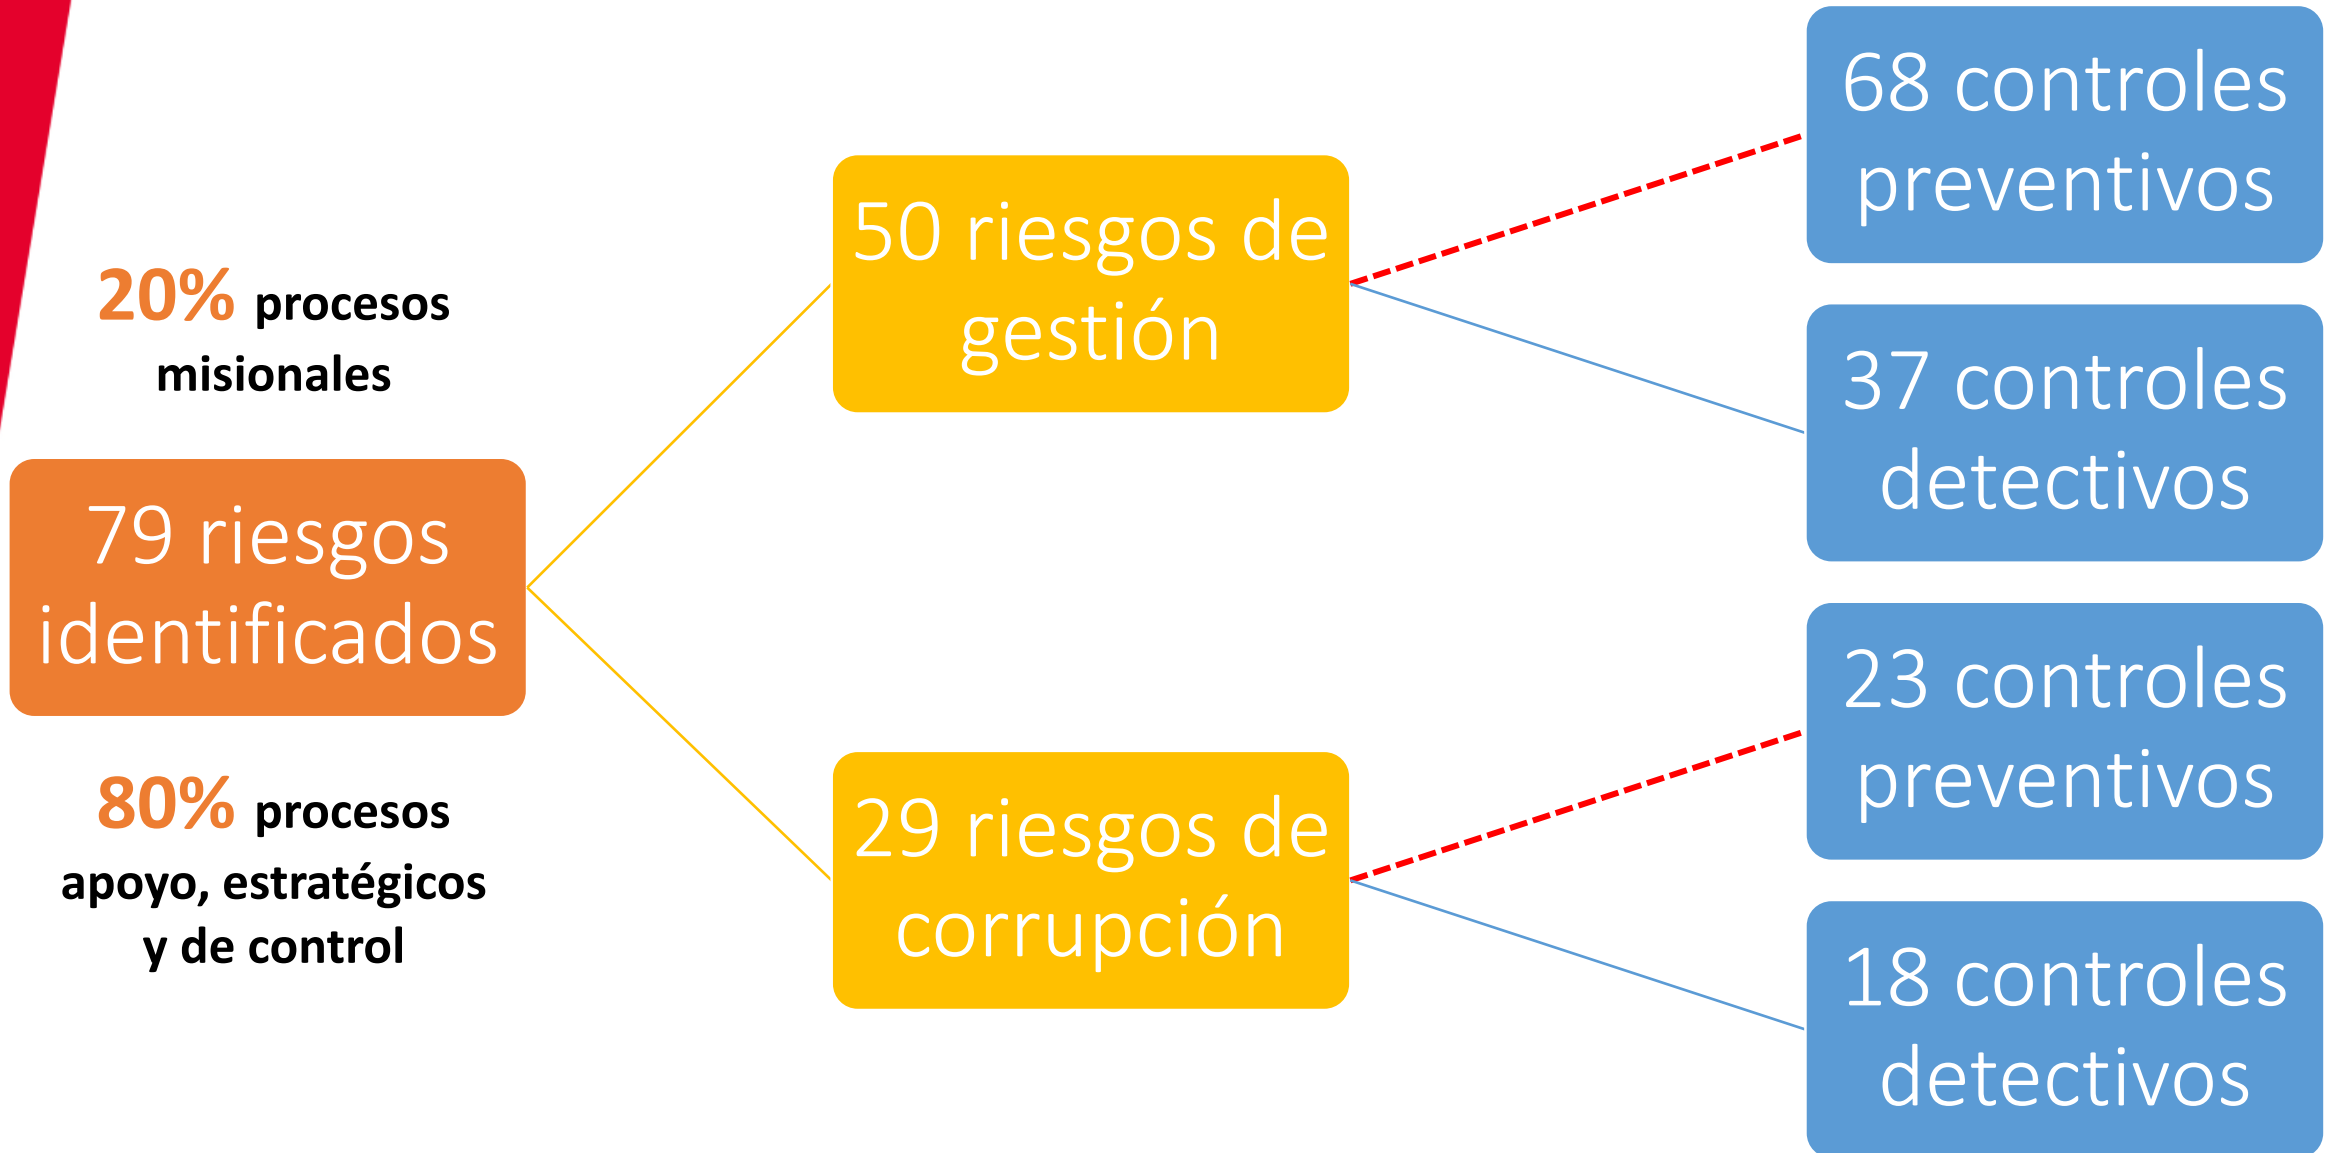 20% procesos
misionales
79 riesgos
identificados
80% procesos
apoyo, estratégicos
y de control
50 riesgos de
gestión
29 riesgos de
corrupción
68 controles
preventivos
37 controles
detectivos
23 controles
preventivos
18 controles
detectivos